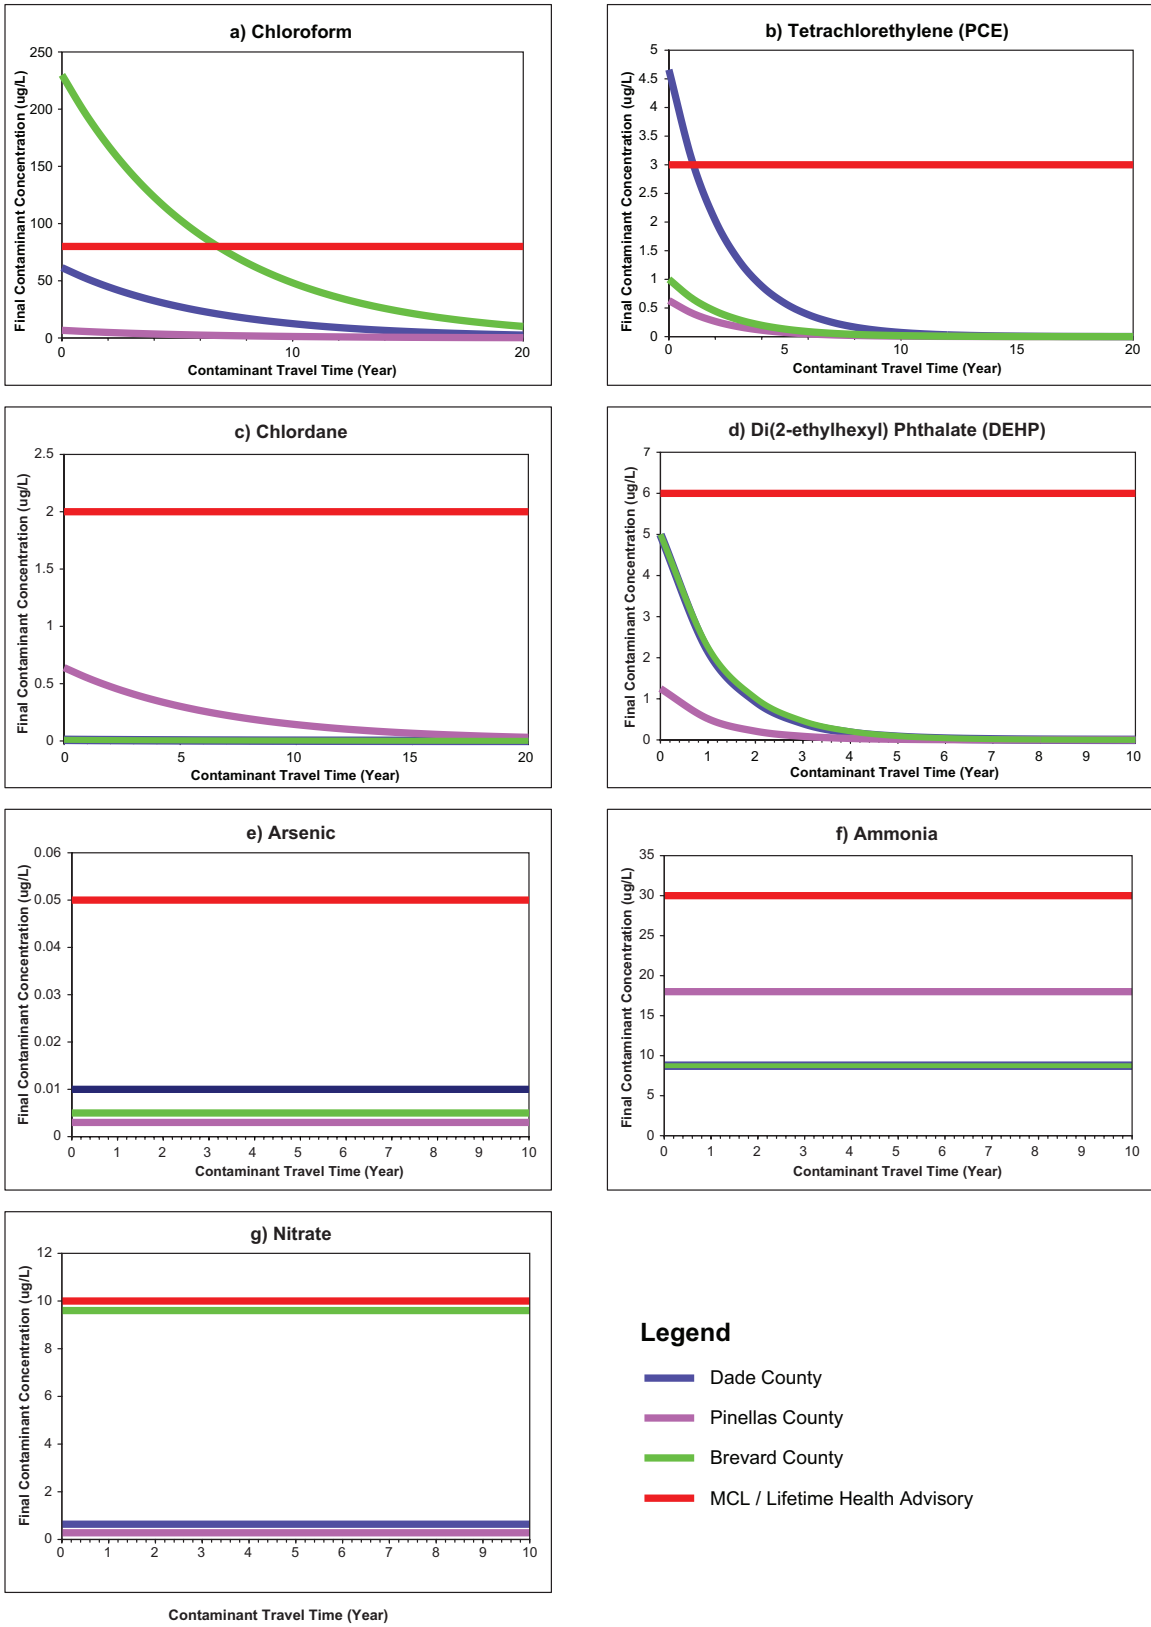 a) Chloroform
Final Contaminant Concentration (ug/L)
250
200
150
100
50
0
0 10 20
Contaminant Travel Time (Year)
b) Tetrachlorethylene (PCE)
Final Contaminant Concentration (ug/L)
5
4.5
4
3.5
3
2.5
2
1.5
1
0.5
0
0 5 10 15 20
Contaminant Travel Time (Year)
c) Chlordane
Final Contaminant Concentration (ug/L)
2.5
2
1.5
1
0.5
0
0 5 10 15 20
Contaminant Travel Time (Year)
d) Di(2-ethylhexyl) Phthalate (DEHP)
Final Contaminant Concentration (ug/L)
7
6
5
4
3
2
1
0
0 1 2 3 4 5 6 7 8 9 10
Contaminant Travel Time (Year)
e) Arsenic
Final Contaminant Concentration (ug/L)
0.06
0.05
0.04
0.03
0.02
0.01
0
0 1 2 3 4 5 6 7 8 9 10
Contaminant Travel Time (Year)
f) Ammonia
Final Contaminant Concentration (ug/L)
35
30
25
20
15
10
5
0
0 1 2 3 4 5 6 7 8 9 10
Contaminant Travel Time (Year)
g) Nitrate
Final Contaminant Concentration (ug/L)
12
10
8
6
4
2
0
0 1 2 3 4 5 6 7 8 9 10
Contaminant Travel Time (Year)
Legend
Dade County
Pinellas County
Brevard County
MCL / Lifetime Health Advisory